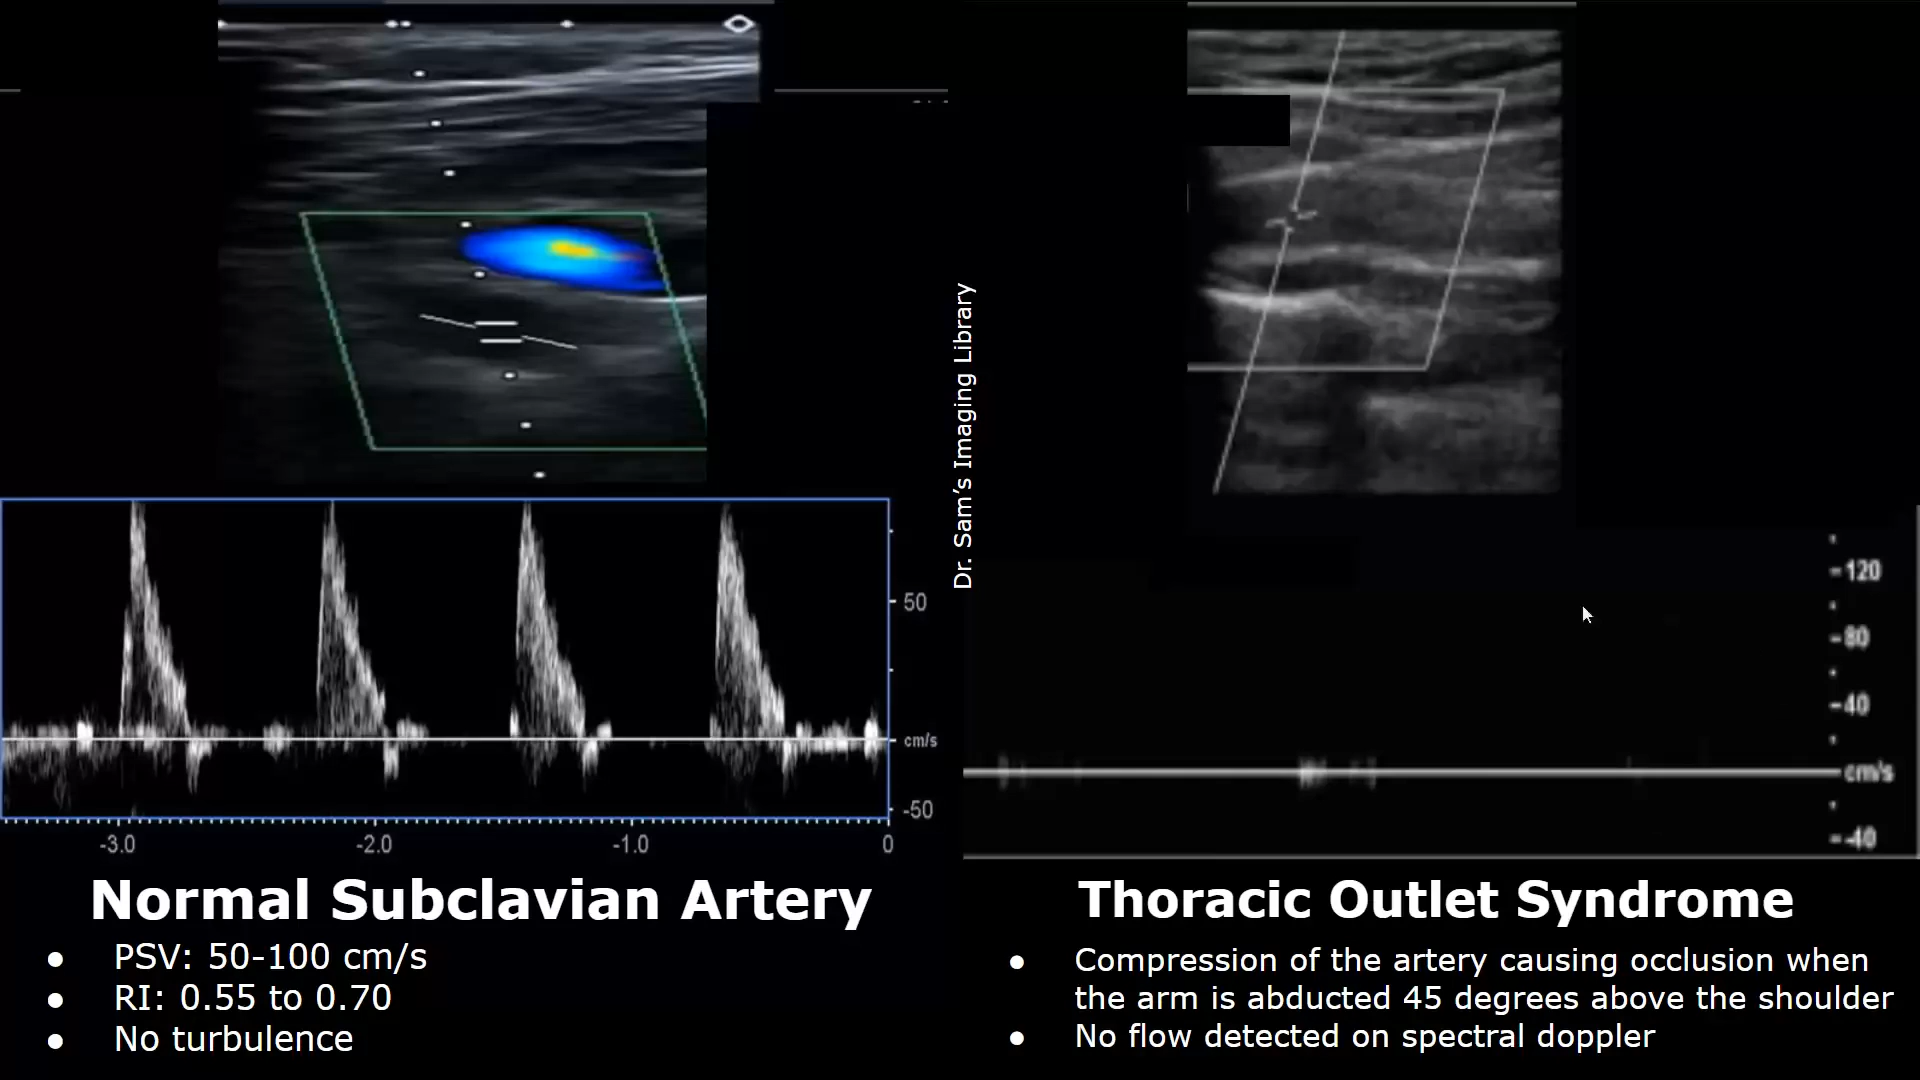 50
cm/s
-50
-3.0
-2.0
-1.0
0
Normal Subclavian Artery
● PSV: 50-100 cm/s
● RI: 0.55 to 0.70
● No turbulence
Dr. Sam's Imaging Library
120
80
40
cm/s
-40
Thoracic Outlet Syndrome
● Compression of the artery causing occlusion when
the arm is abducted 45 degrees above the shoulder
● No flow detected on spectral doppler